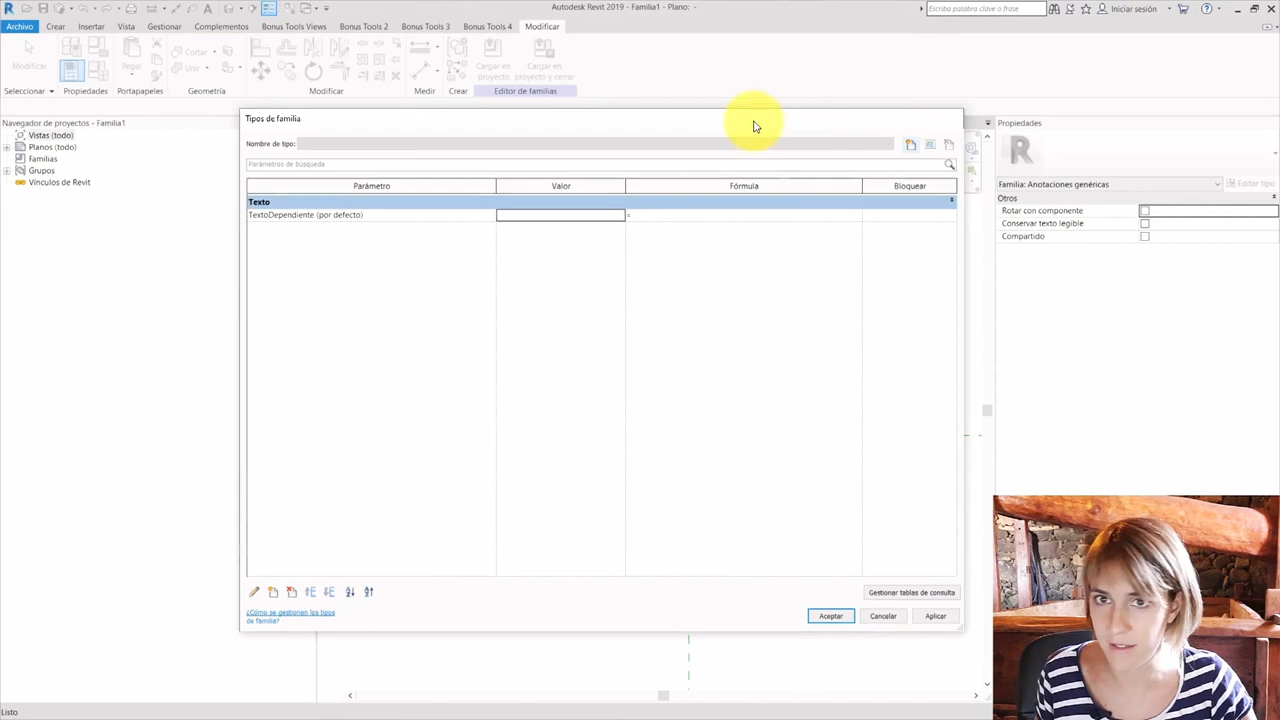 Autodesk Revit 2019 - Familia1 - Plano: -
Escriba palabra clave o frase
Iniciar sesión
Archivo Crear Insertar Vista Gestionar Complementos Bonus Tools Views Bonus Tools 2 Bonus Tools 3 Bonus Tools 4 Modificar
Modificar
Pegar
Cortar
Unir
Cargar en
proyecto
Cargar en
proyecto y cerrar
Seleccionar Propiedades Portapapeles Geometría Modificar Medir Crear Editor de familias
Navegador de proyectos - Familia1
Vistas (todo)
Planos (todo)
Familias
Grupos
Vínculos de Revit
Tipos de familia
Nombre de tipo:
Parámetros de búsqueda
Parámetro Valor Fórmula Bloquear
Texto
TextoDependiente (por defecto) =
Gestionar tablas de consulta
¿Cómo se gestionan los tipos
de familia?
Aceptar Cancelar Aplicar
Propiedades
R
Familia: Anotaciones genéricas Editar tipo
Otros
Rotar con componente
Conservar texto legible
Compartido
Listo